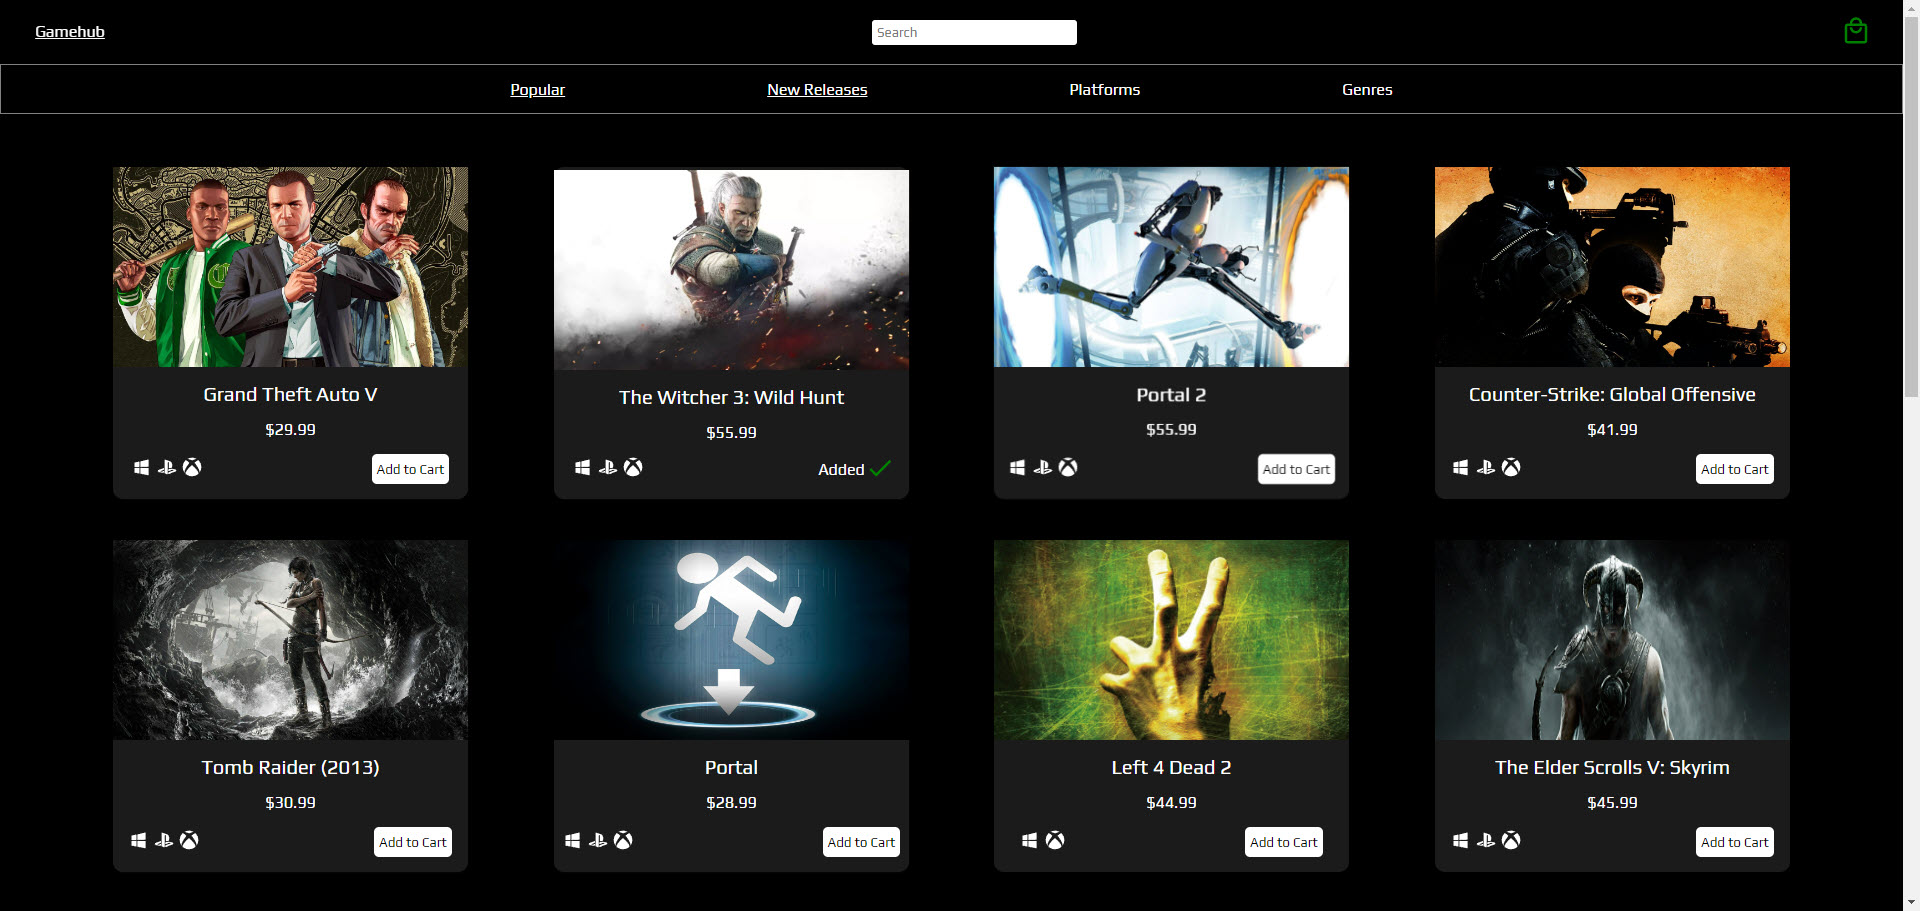 Gamehub
Search
Popular New Releases Platforms Genres
Grand Theft Auto V
$29.99
Add to Cart
The Witcher 3: Wild Hunt
$55.99
Added
Portal 2
$55.99
Add to Cart
Counter-Strike: Global Offensive
$41.99
Add to Cart
Tomb Raider (2013)
$30.99
Add to Cart
Portal
$28.99
Add to Cart
Left 4 Dead 2
$44.99
Add to Cart
The Elder Scrolls V: Skyrim
$45.99
Add to Cart